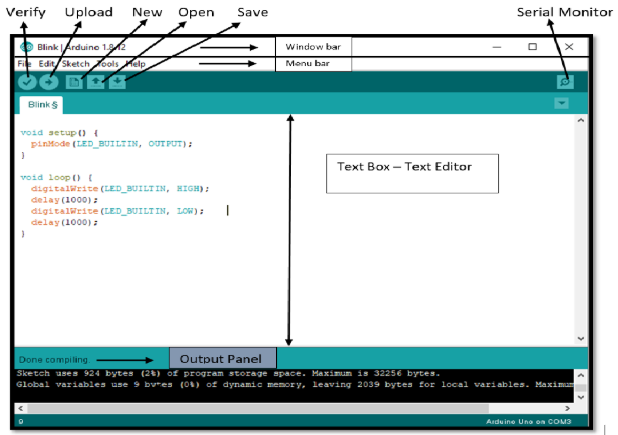 Verify Upload New Open Save Serial Monitor
Blink | Arduino 1.8.12 Window bar
File Edit Sketch Tools Help Menu bar
Blink §
void setup() {
pinMode(LED_BUILTIN, OUTPUT);
}
void loop() {
digitalWrite(LED_BUILTIN, HIGH);
delay(1000);
digitalWrite(LED_BUILTIN, LOW);
delay(1000);
}
Text Box – Text Editor
Done compiling. Output Panel
Sketch uses 924 bytes (2%) of program storage space. Maximum is 32256 bytes.
Global variables use 9 bytes (0%) of dynamic memory, leaving 2039 bytes for local variables. Maximum
9 Arduino Uno on COM3